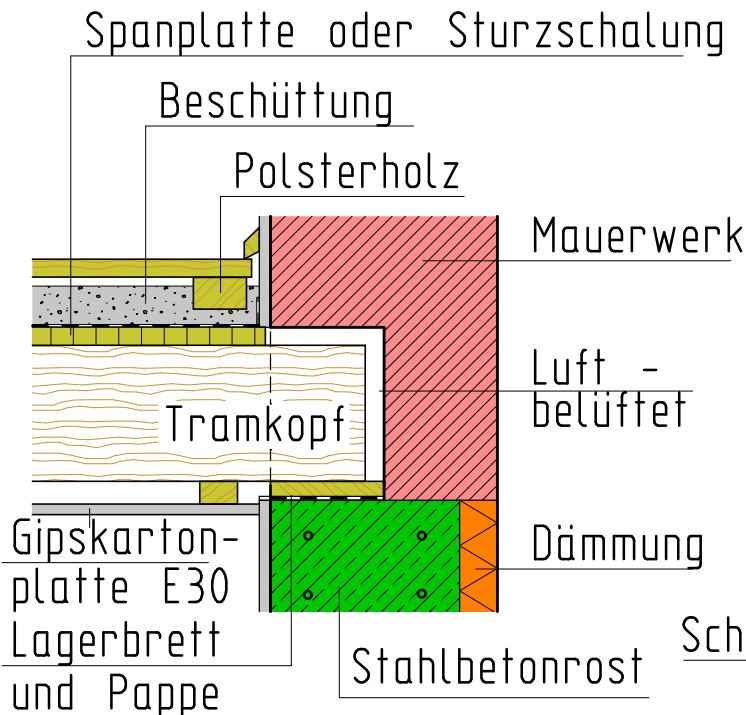 Spanplatte oder Sturzschalung
Beschüttung
Polsterholz
Mauerwerk
Luft -
belüftet
Tramkopf
Gipskarton-
platte E30
Dämmung
Lagerbrett
und Pappe
Stahlbetonrost
Sch